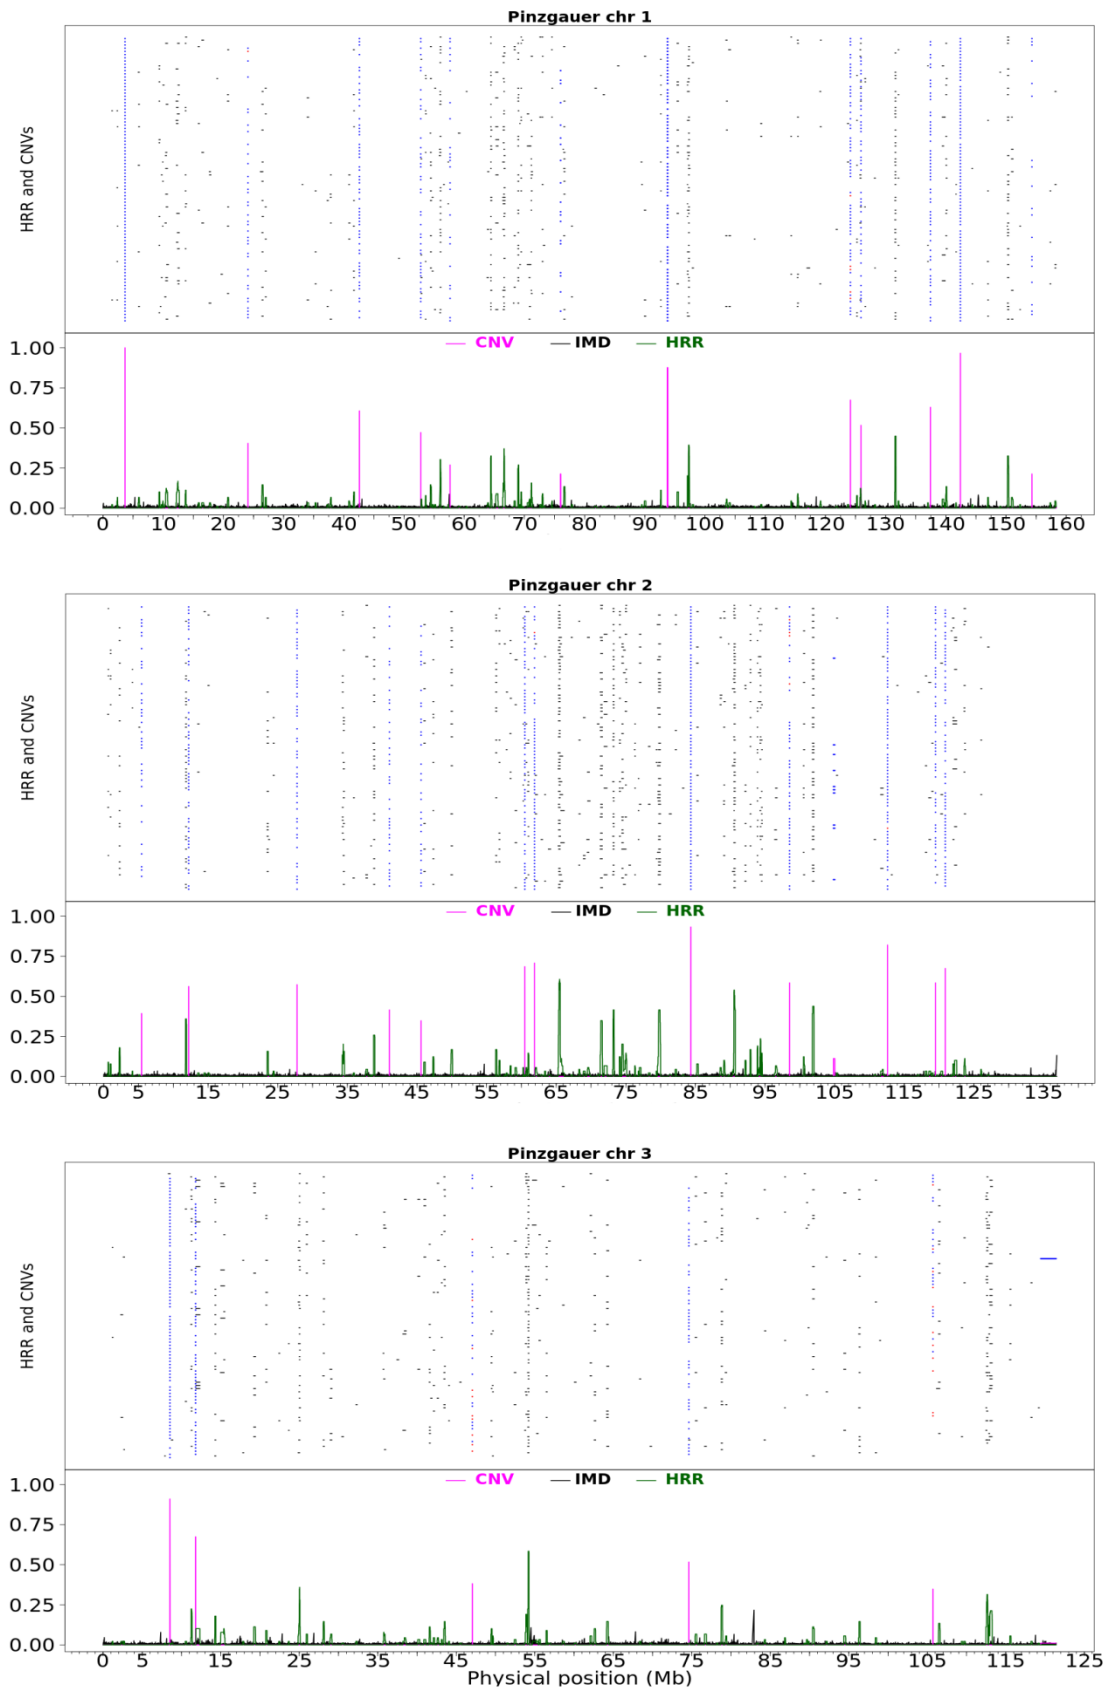 Pinzgauer chr 1
HRR and CNVs
CNV IMD HRR
1.00
0.75
0.50
0.25
0.00
0 10 20 30 40 50 60 70 80 90 100 110 120 130 140 150 160
Pinzgauer chr 2
HRR and CNVs
CNV IMD HRR
1.00
0.75
0.50
0.25
0.00
0 5 15 25 35 45 55 65 75 85 95 105 115 125 135
Pinzgauer chr 3
HRR and CNVs
CNV IMD HRR
1.00
0.75
0.50
0.25
0.00
0 5 15 25 35 45 55 65 75 85 95 105 115 125
Physical position (Mb)